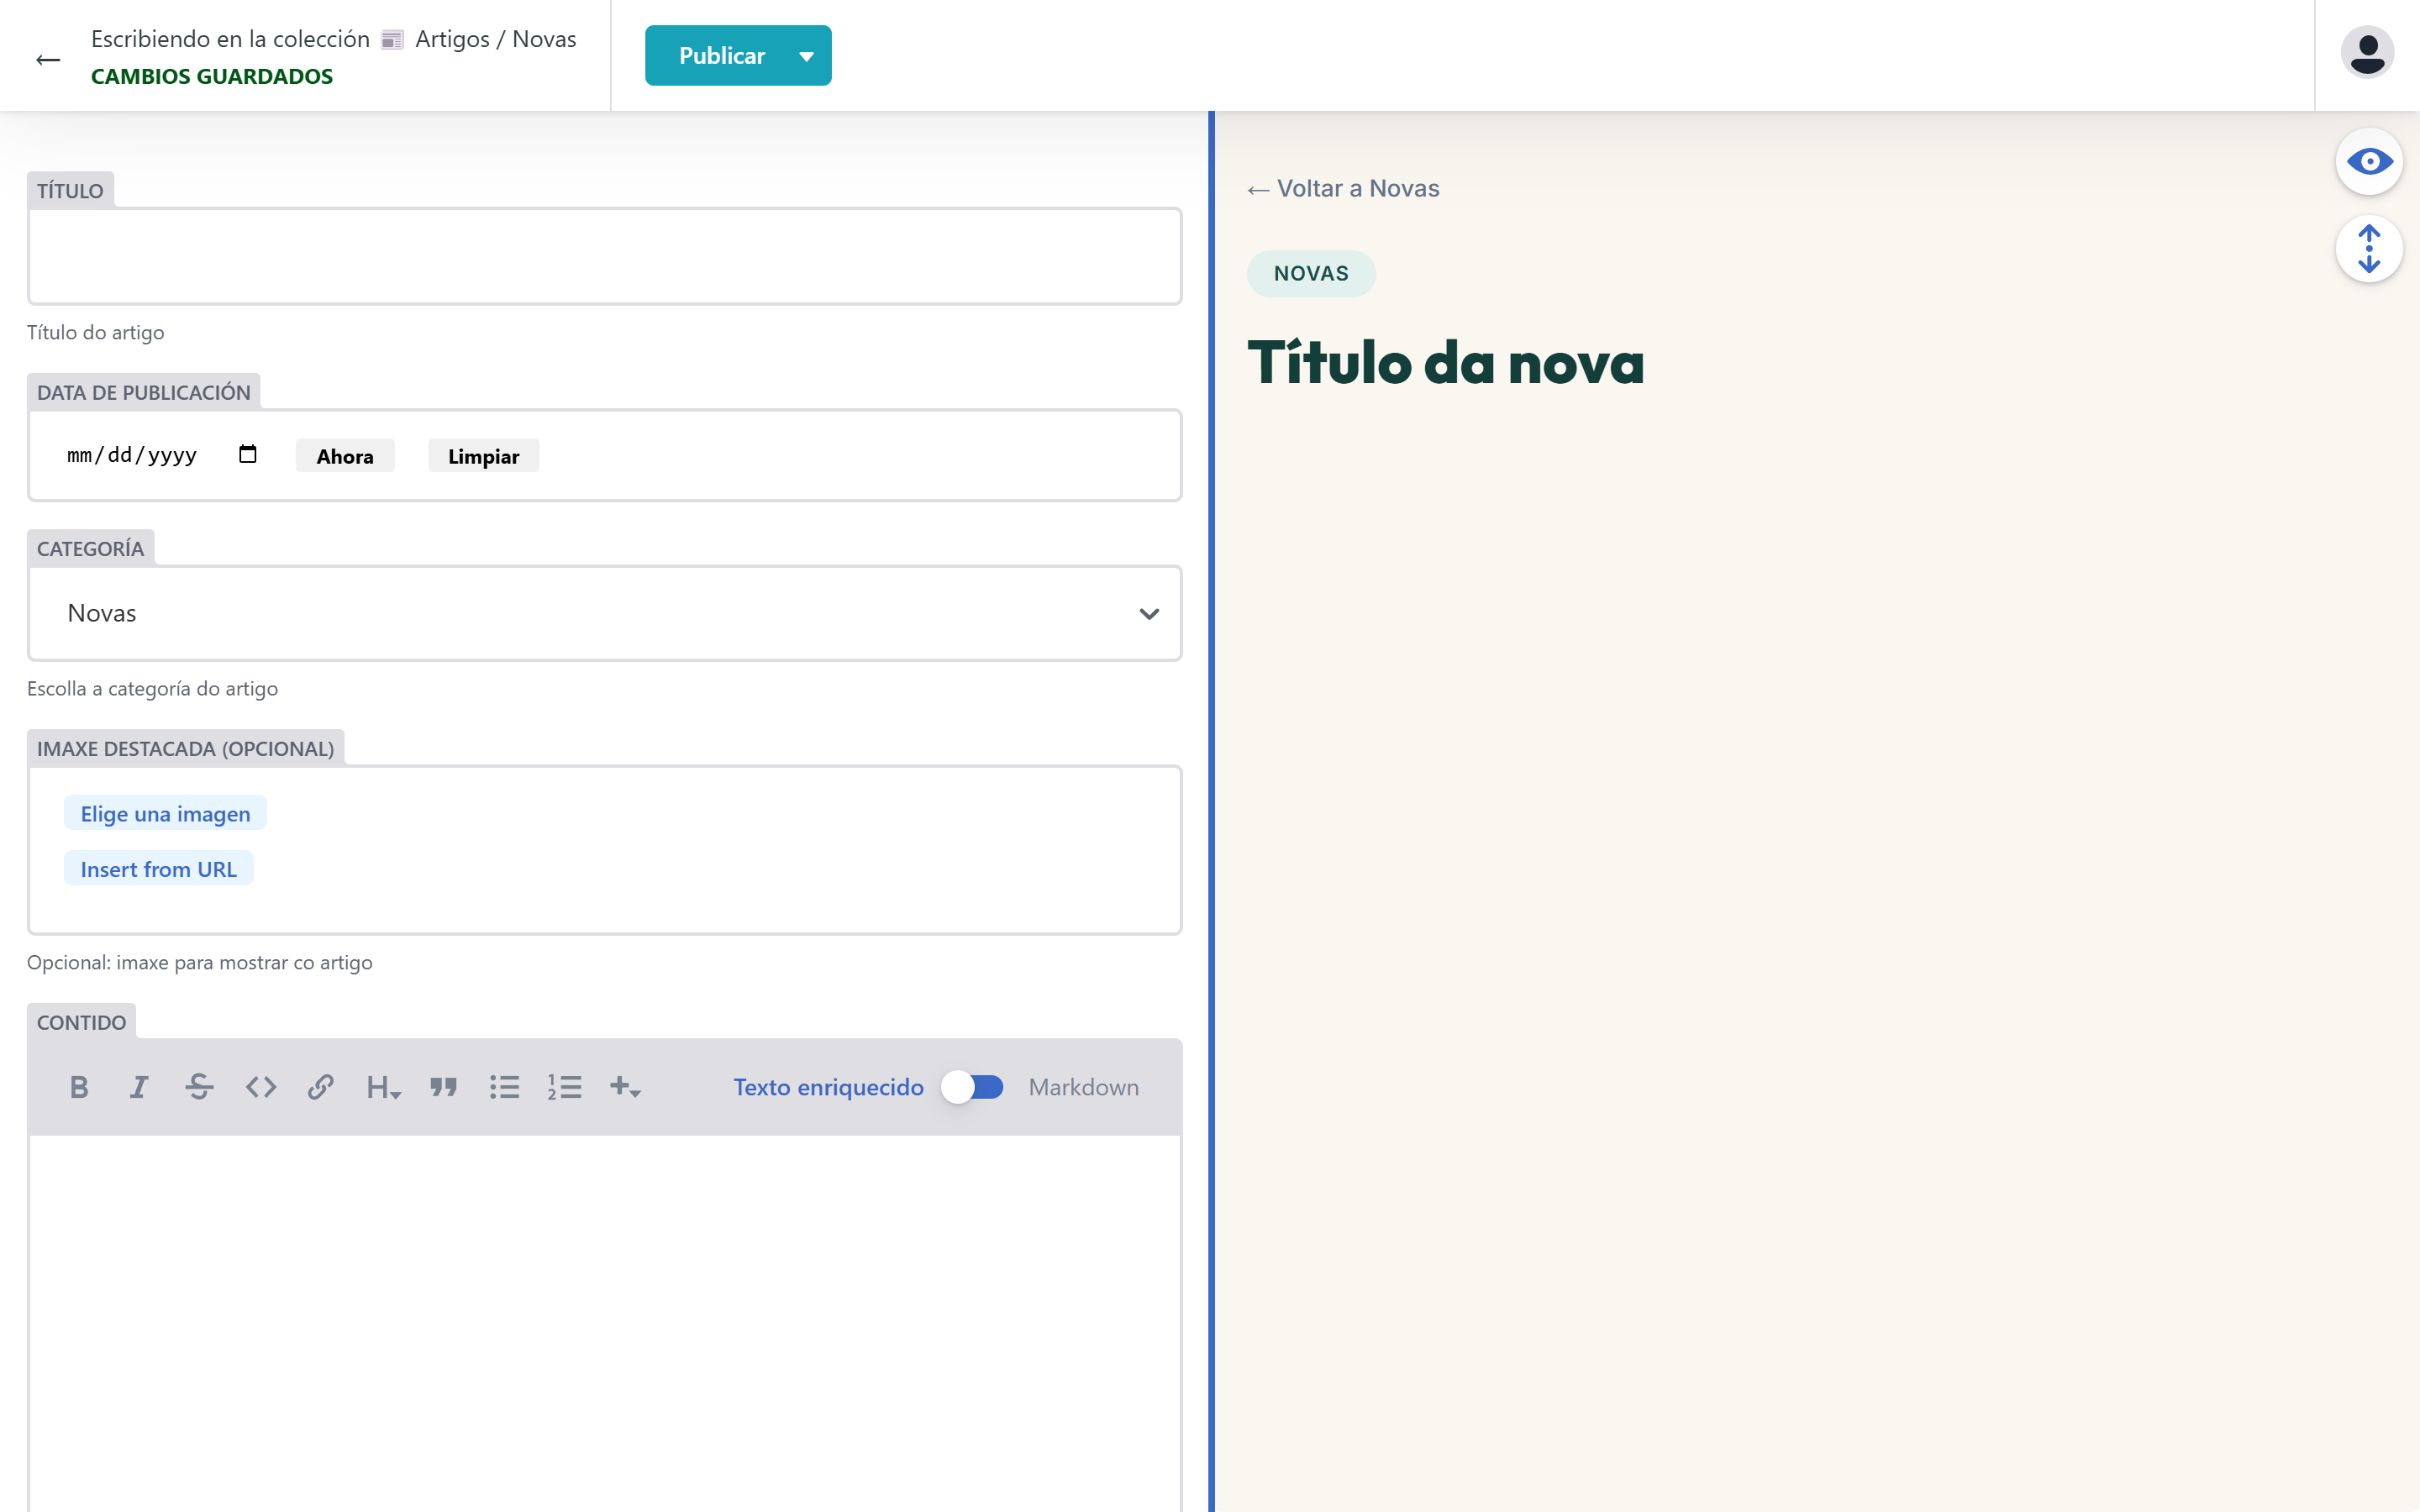 Escribiendo en la colección 📰 Artigos / Novas
CAMBIOS GUARDADOS
Publicar
TÍTULO
Título do artigo
DATA DE PUBLICACIÓN
mm/dd/yyyy
Ahora
Limpiar
CATEGORÍA
Novas
Escolla a categoría do artigo
IMAXE DESTACADA (OPCIONAL)
Elige una imagen
Insert from URL
Opcional: imaxe para mostrar co artigo
CONTIDO
Texto enriquecido
Markdown
← Voltar a Novas
NOVAS
Título da nova